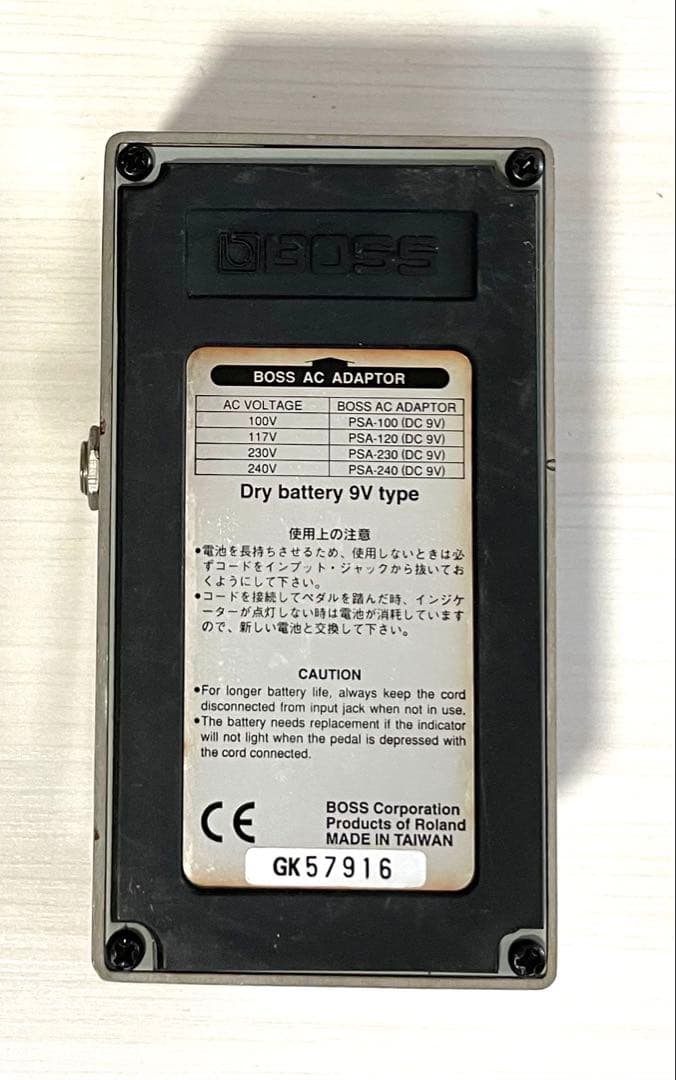 BOSS
BOSS AC ADAPTOR
AC VOLTAGE BOSS AC ADAPTOR
100V PSA-100 (DC 9V)
117V PSA-120 (DC 9V)
230V PSA-230 (DC 9V)
240V PSA-240 (DC 9V)
Dry battery 9V type
使用上の注意
•電池を長持ちさせるため、使用しないときは必
ずコードをインプット・ジャックから抜いてお
くようにして下さい。
•コードを接続してペダルを踏んだ時、インジケ
ーターが点灯しない時は電池が消耗しています
ので、新しい電池と交換して下さい。
CAUTION
•For longer battery life, always keep the cord
disconnected from input jack when not in use.
•The battery needs replacement if the indicator
will not light when the pedal is depressed with
the cord connected.
CE
BOSS Corporation
Products of Roland
MADE IN TAIWAN
GK57916